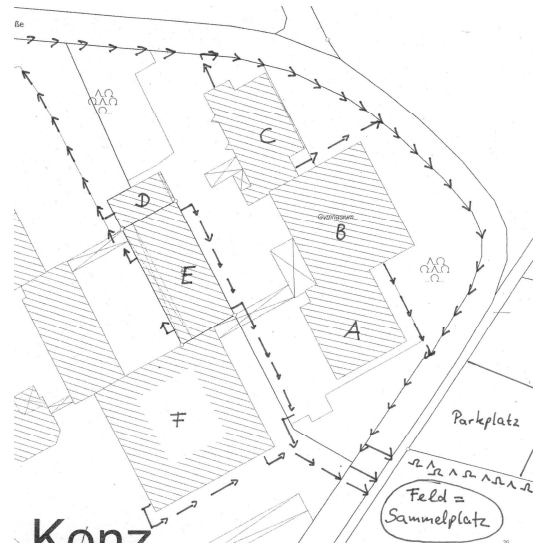 ße
C
D
Gymnasium
B
E
A
F
Parkplatz
Feld =
Sammelplatz
Konz